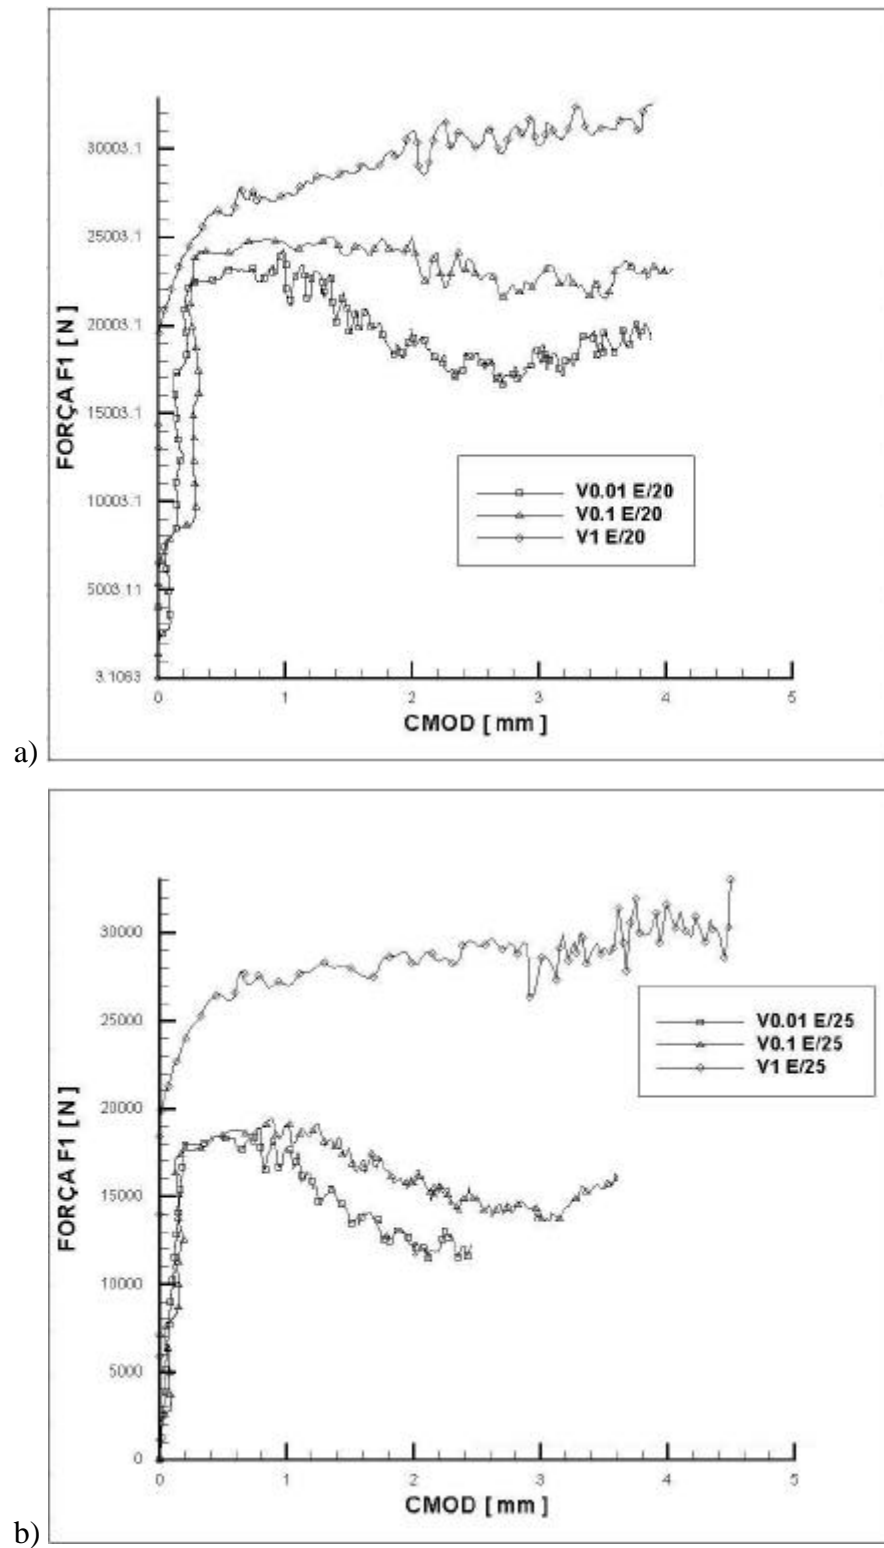 30003.1
25003.1
20003.1
15003.1
10003.1
5003.11
3.1063
FORÇA F1 [ N ]
V0.01 E/20
V0.1 E/20
V1 E/20
0 1 2 3 4 5
CMOD [ mm ]
a)
30000
25000
20000
15000
10000
5000
0
FORÇA F1 [ N ]
V0.01 E/25
V0.1 E/25
V1 E/25
0 1 2 3 4 5
CMOD [ mm ]
b)